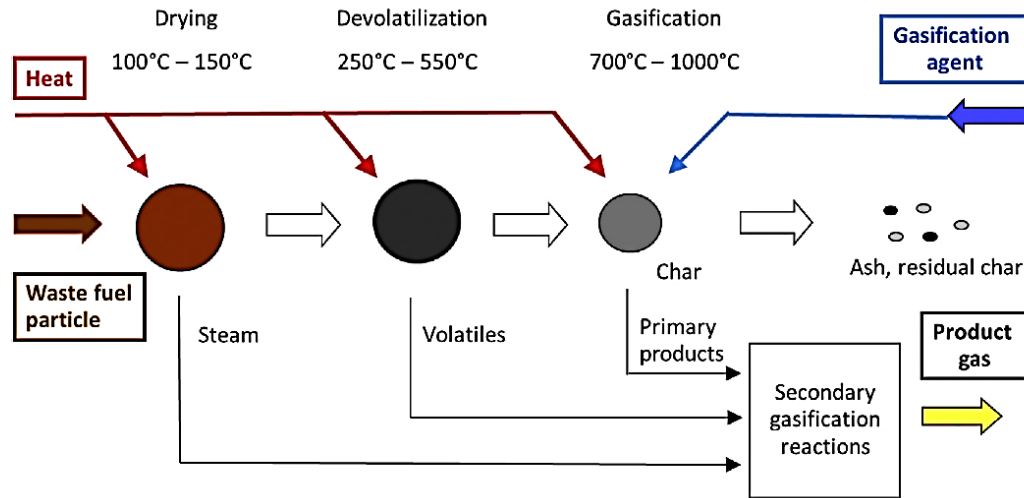 Drying
Devolatilization
Gasification
100°C – 150°C
250°C – 550°C
700°C – 1000°C
Gasification
agent
Heat
Waste fuel
particle
Char
Ash, residual char
Steam
Volatiles
Primary
products
Secondary
gasification
reactions
Product
gas